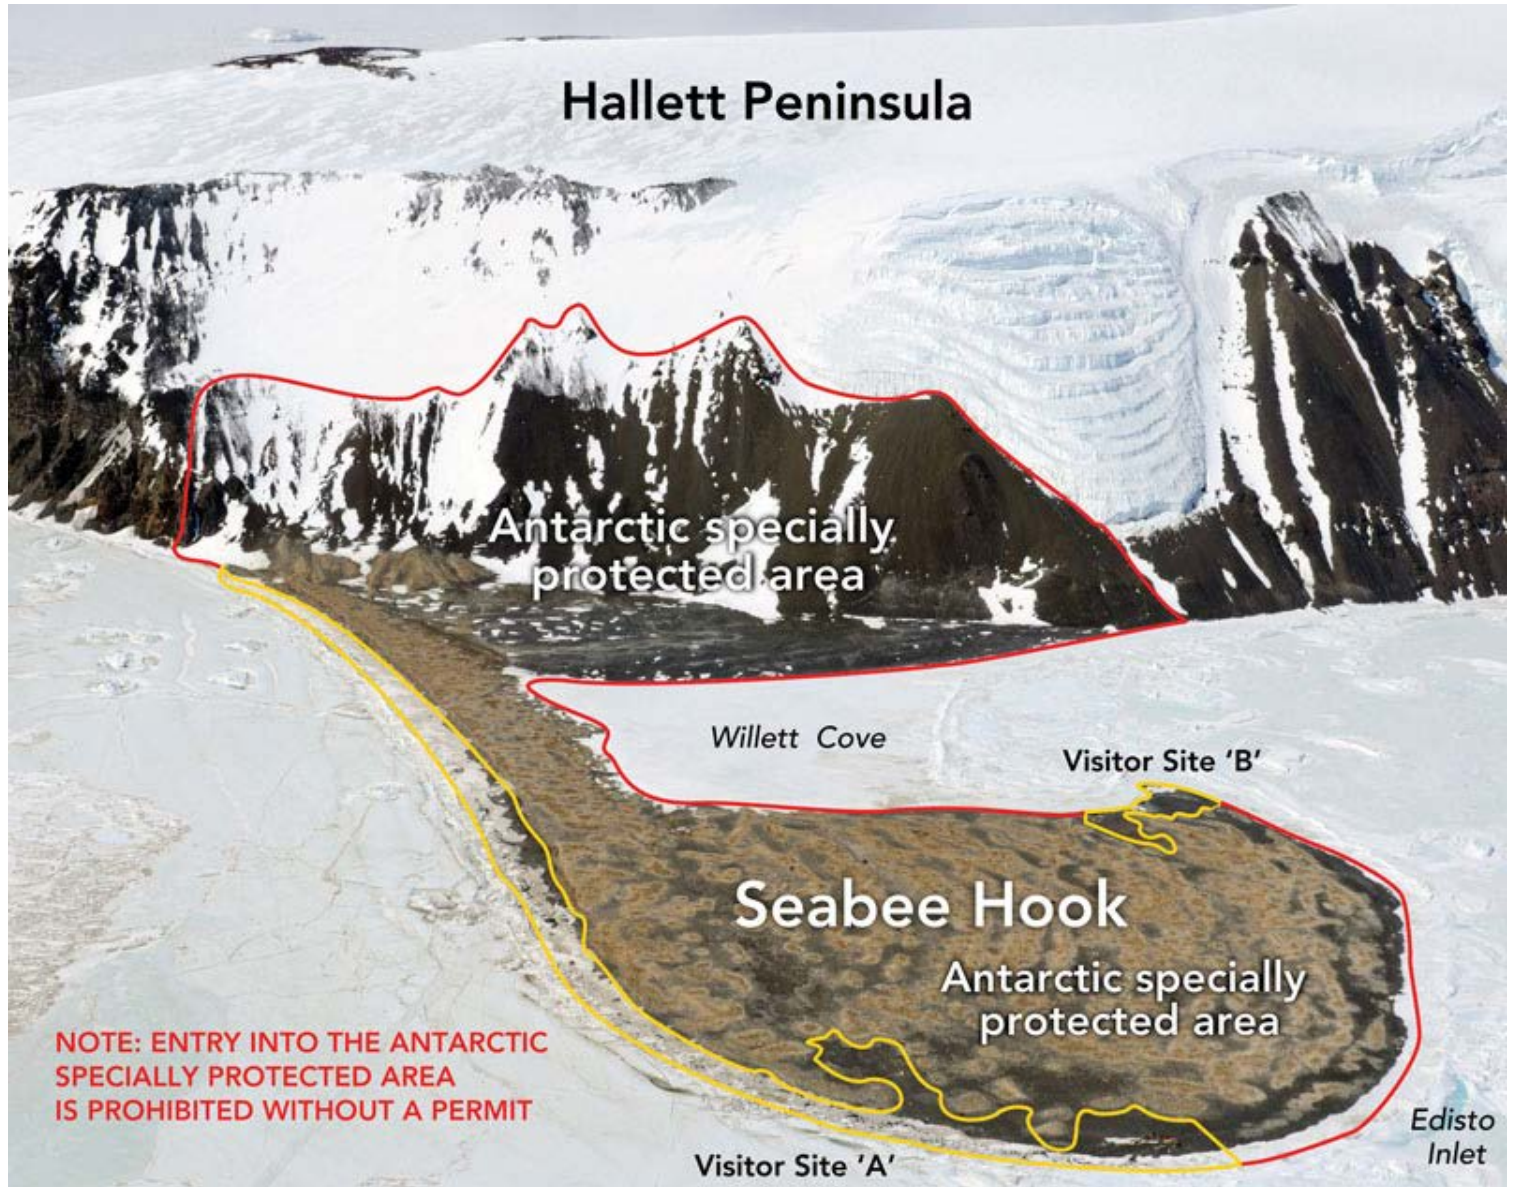 Hallett Peninsula
Antarctic specially
protected area
Willett Cove
Visitor Site ‘B’
Seabee Hook
Antarctic specially
protected area
NOTE: ENTRY INTO THE ANTARCTIC
SPECIALLY PROTECTED AREA
IS PROHIBITED WITHOUT A PERMIT
Edisto
Inlet
Visitor Site ‘A’